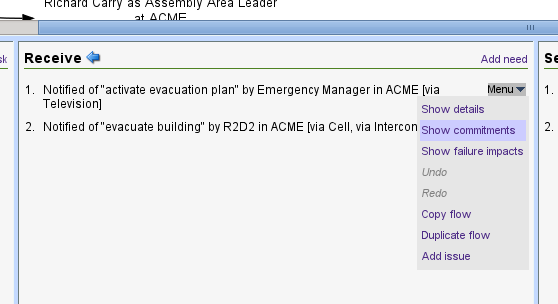 Richard Carry as Assembly Area Leader
at ACME
sk
Receive
Add need
Se
1. Notified of "activate evacuation plan" by Emergency Manager in ACME [via
Television]
Menu
1.
2. Notified of "evacuate building" by R2D2 in ACME [via Cell, via Intercon
2.
Show details
Show commitments
Show failure impacts
Undo
Redo
Copy flow
Duplicate flow
Add issue